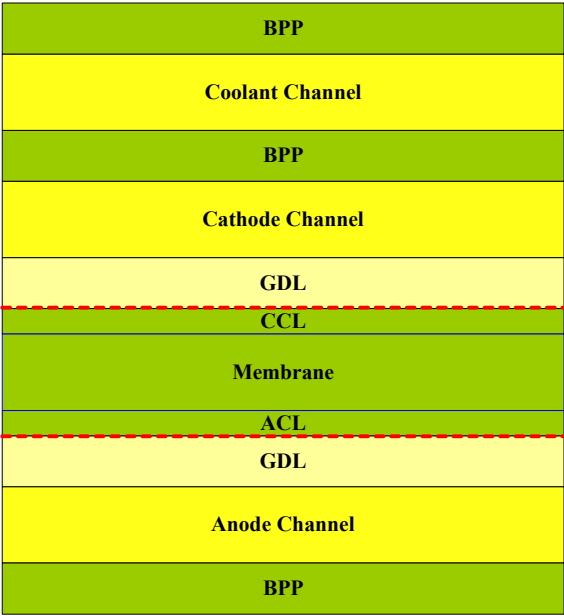 BPP
Coolant Channel
BPP
Cathode Channel
GDL
CCL
Membrane
ACL
GDL
Anode Channel
BPP